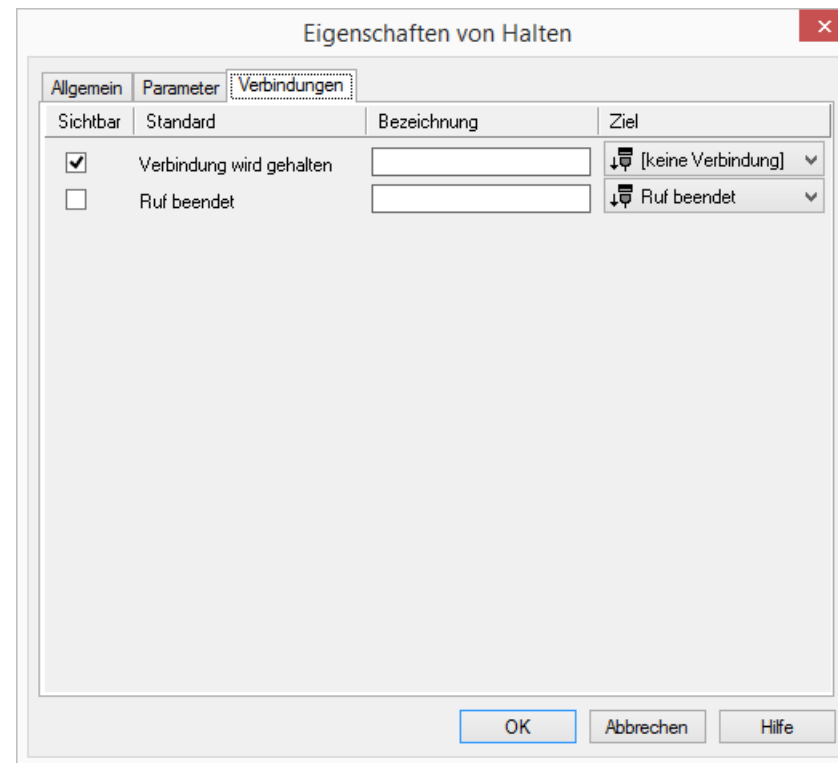 Eigenschaften von Halten
Allgemein Parameter Verbindungen
Sichtbar Standard Bezeichnung Ziel
Verbindung wird gehalten [keine Verbindung]
Ruf beendet Ruf beendet
OK Abbrechen Hilfe